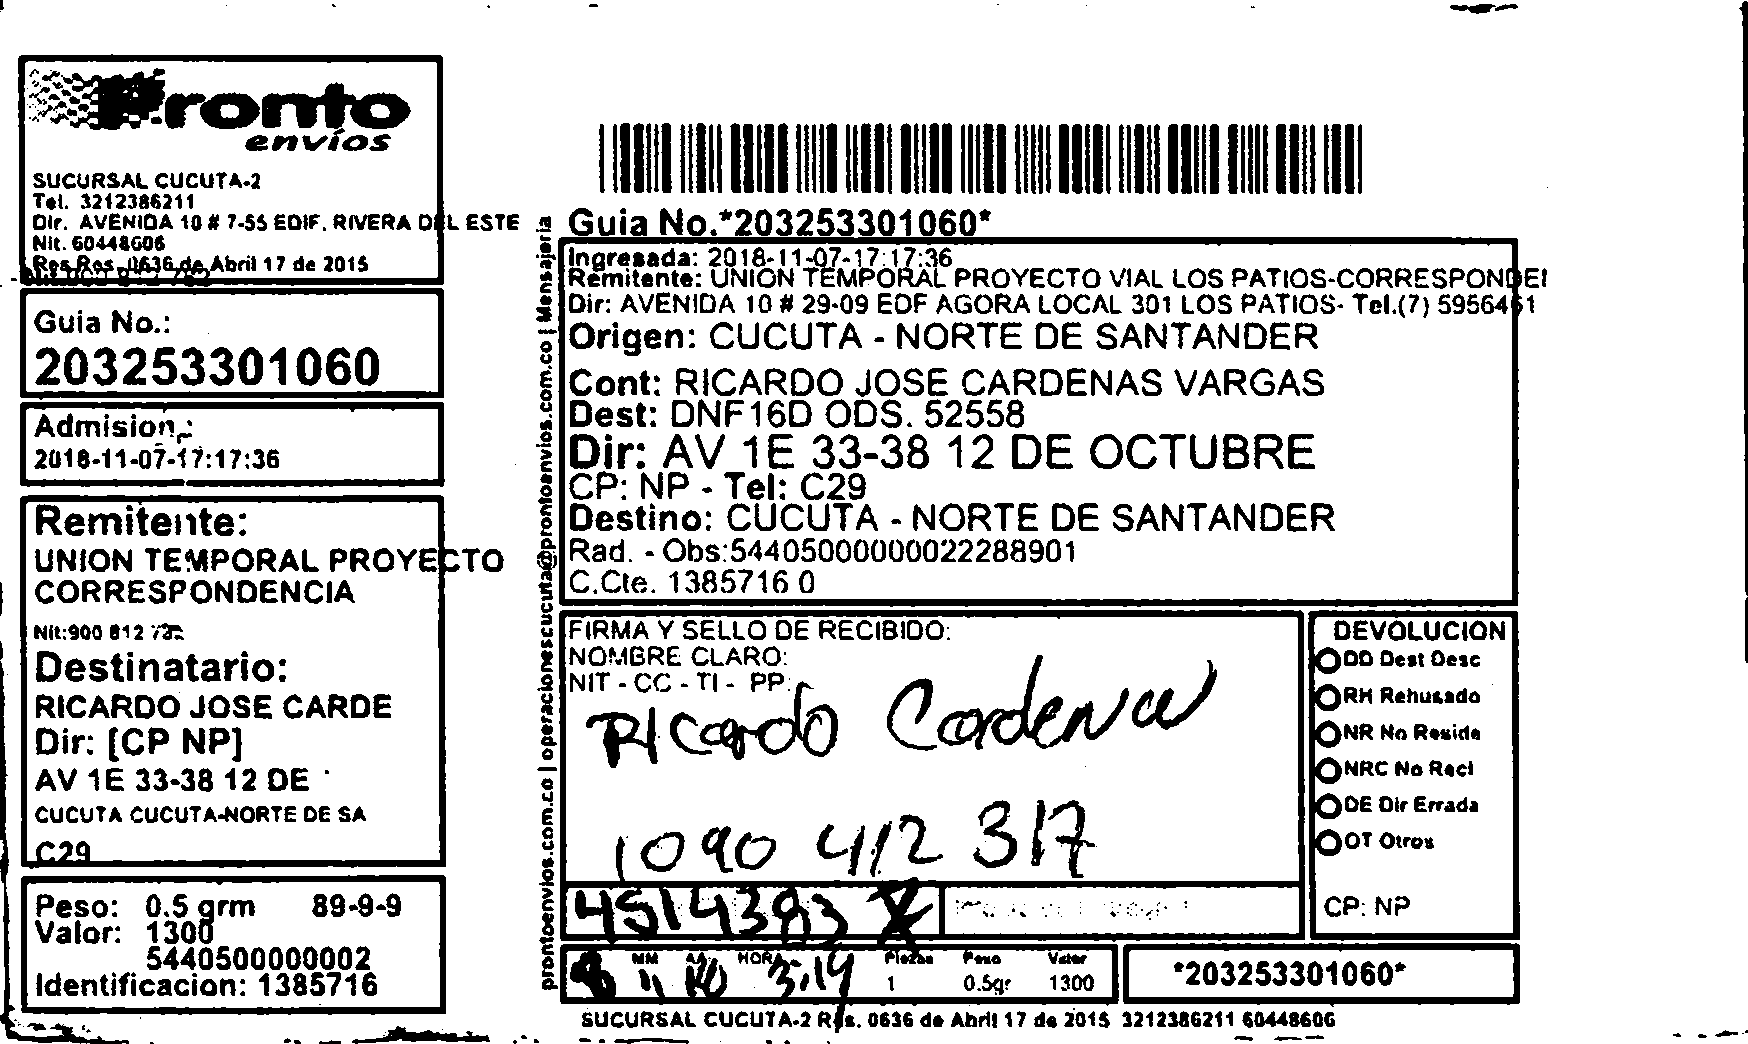 Pronto
envíos
SUCURSAL CUCUTA-2
Tel. 3212386211
Dir. AVENIDA 10 # 7-55 EDIF. RIVERA DEL ESTE
Nit. 60448606
Res.Res. 0636 de Abril 17 de 2015
Guia No.:
203253301060
Admision:
2018-11-07-17:17:36
Remitente:
UNION TEMPORAL PROYECTO
CORRESPONDENCIA
Nit:900 812
Destinatario:
RICARDO JOSE CARDE
Dir: [CP NP]
AV 1E 33-38 12 DE
CUCUTA CUCUTA-NORTE DE SA
C29
Peso: 0.5 grm 89-9-9
Valor: 1300
5440500000002
Identificacion: 1385716
prontoenvios.com.co | operacionescucuta@prontoenvios.com.co | Mensajeria
Guia No.*203253301060*
Ingresada: 2018-11-07-17:17:36
Remitente: UNION TEMPORAL PROYECTO VIAL LOS PATIOS-CORRESPONDEI
Dir: AVENIDA 10 # 29-09 EDF AGORA LOCAL 301 LOS PATIOS- Tel.(7) 5956461
Origen: CUCUTA - NORTE DE SANTANDER
Cont: RICARDO JOSE CARDENAS VARGAS
Dest: DNF16D ODS. 52558
Dir: AV 1E 33-38 12 DE OCTUBRE
CP: NP - Tel: C29
Destino: CUCUTA - NORTE DE SANTANDER
Rad. - Obs:54405000000022288901
C.Cte. 1385716 0
FIRMA Y SELLO DE RECIBIDO:
NOMBRE CLARO:
NIT - CC - TI - PP
Ricardo Cardenas
1090 412 317
4514383
DEVOLUCION
DD Dest Desc
RH Rehusado
NR No Reside
NRC No Recl
DE Dir Errada
OT Otros
CP: NP
MM AA HORA Piezas Peso Valor
8 11 3:14 1 0.5gr 1300
*203253301060*
SUCURSAL CUCUTA-2 Res. 0636 de Abril 17 de 2015 3212386211 60448606